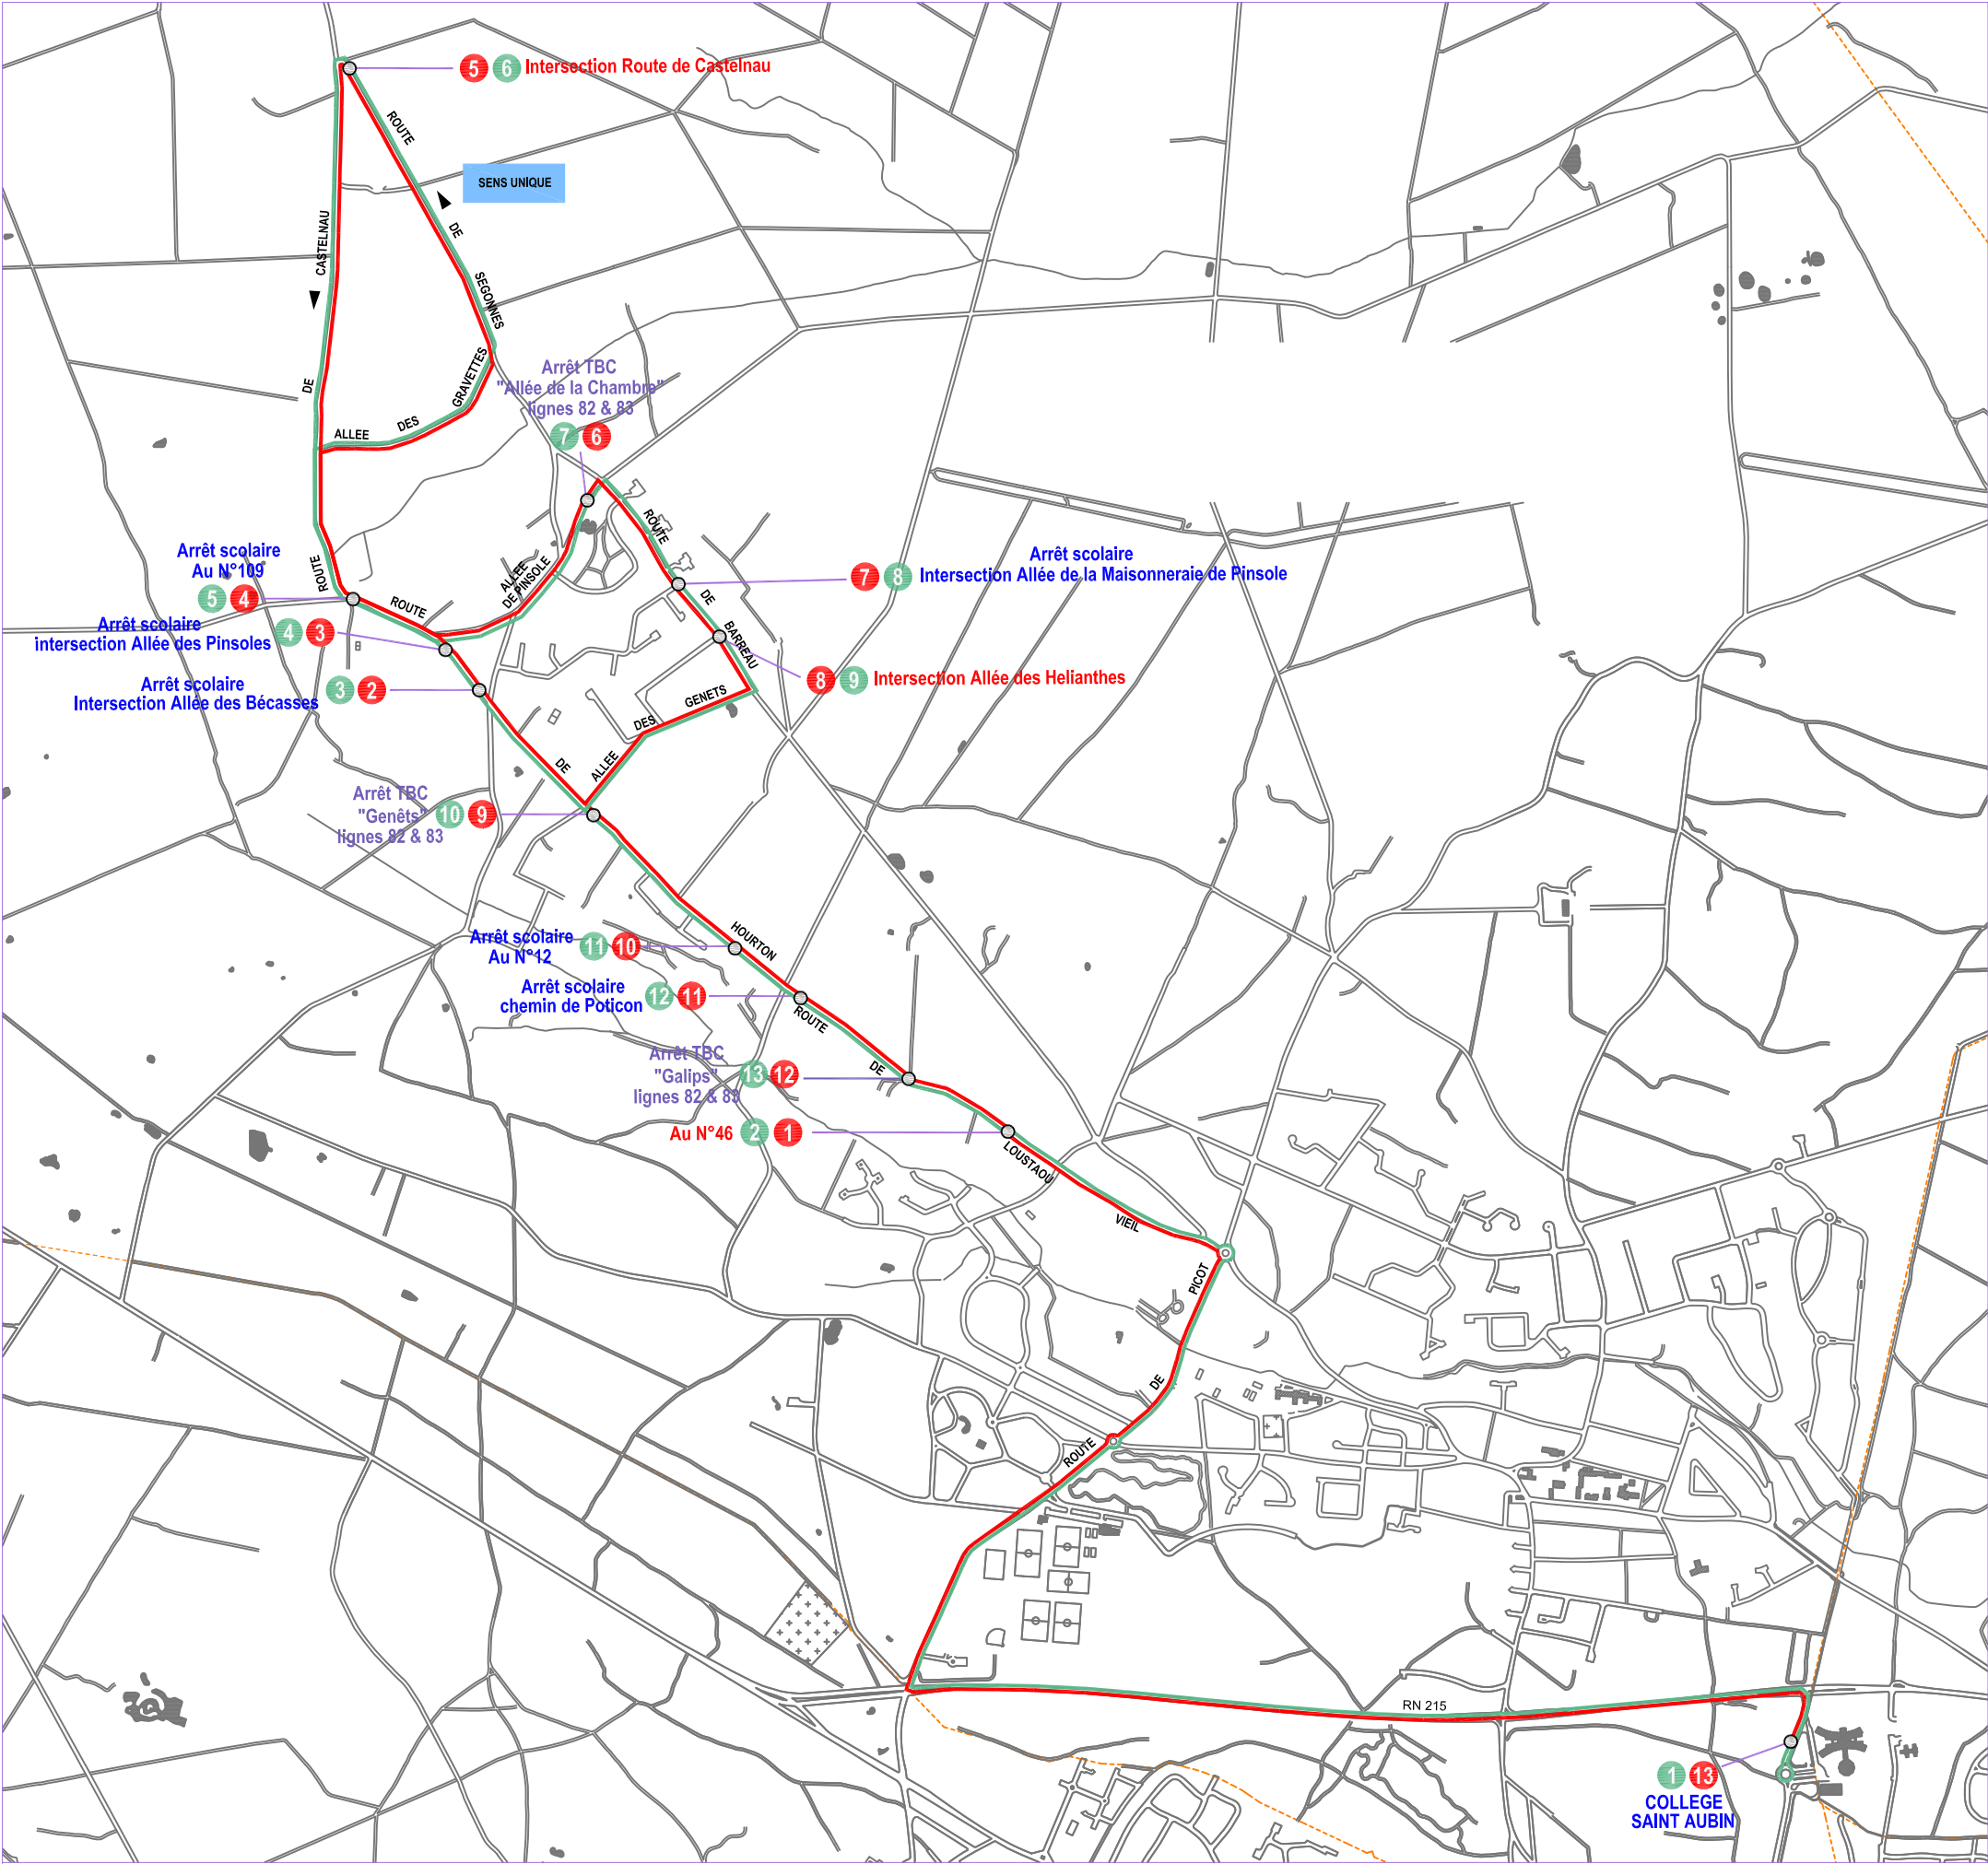 5 6 Intersection Route de Castelnau
ROUTE
SENS UNIQUE
DE
CASTELNAU
SEGONNES
GRAVETTES
DE
DES
ALLEE
Arrêt TBC
"Allée de la Chambre"
lignes 82 & 83
7 6
ROUTE
Arrêt scolaire
Au N°109
5 4
ROUTE
ALLEE
DE PINSOLE
Arrêt scolaire
7 8 Intersection Allée de la Maisonneraie de Pinsole
ROUTE
DE
BARREAU
Arrêt scolaire
intersection Allée des Pinsoles
4 3
Arrêt scolaire
Intersection Allée des Bécasses
3 2
8 9 Intersection Allée des Helianthes
GENETS
DES
ALLEE
DE
Arrêt TBC
"Genêts"
lignes 82 & 83
10 9
HOURTON
Arrêt scolaire
Au N°12
11 10
Arrêt scolaire
chemin de Poticon
12 11
ROUTE
DE
Arrêt TBC
"Galips"
lignes 82 & 83
13 12
Au N°46 2 1
LOUSTAOU
VIEIL
PICOT
DE
ROUTE
RN 215
1 13
COLLEGE
SAINT AUBIN